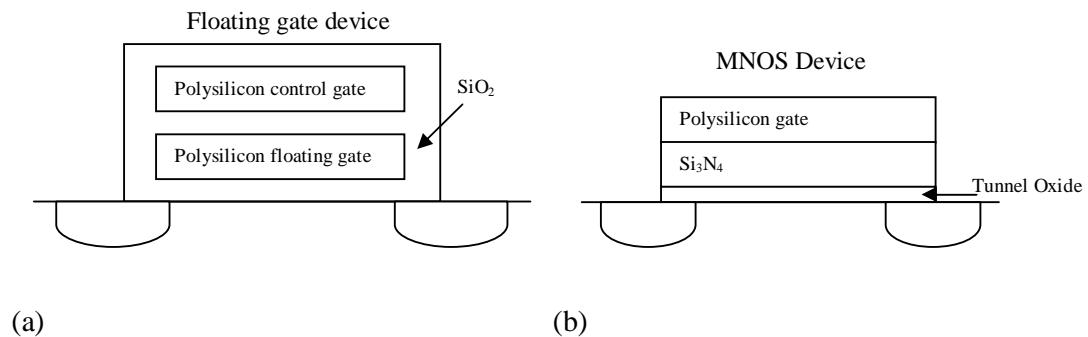 Floating gate device
Polysilicon control gate
SiO₂
Polysilicon floating gate
(a)
MNOS Device
Polysilicon gate
Si₃N₄
Tunnel Oxide
(b)